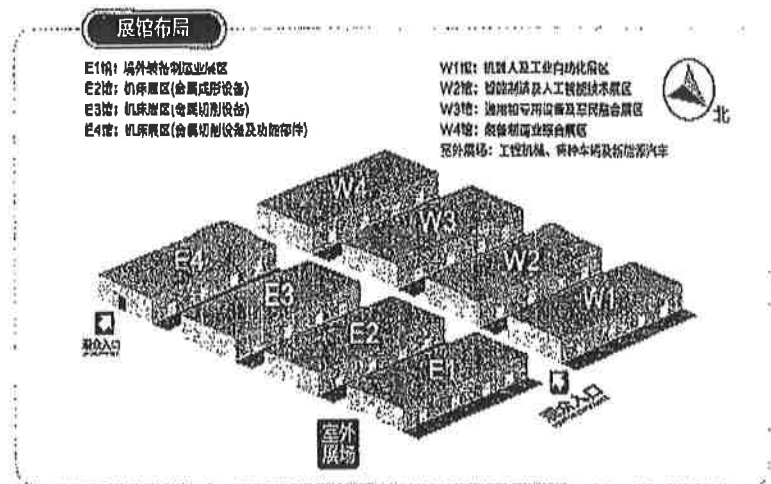 展馆布局
E1馆：境外装备制造业展区
E2馆：机床展区(金属成形设备)
E3馆：机床展区(金属切削设备)
E4馆：机床展区(金属切削设备及功能部件)
W1馆：机器人及工业自动化展区
W2馆：智能制造及人工智能技术展区
W3馆：通用和专用设备及军民融合展区
W4馆：装备制造业综合展区
室外展场：工程机械、特种车辆及新能源汽车
北
W4
W3
W2
W1
E4
E3
E2
E1
观众入口
观众入口
室外
展场